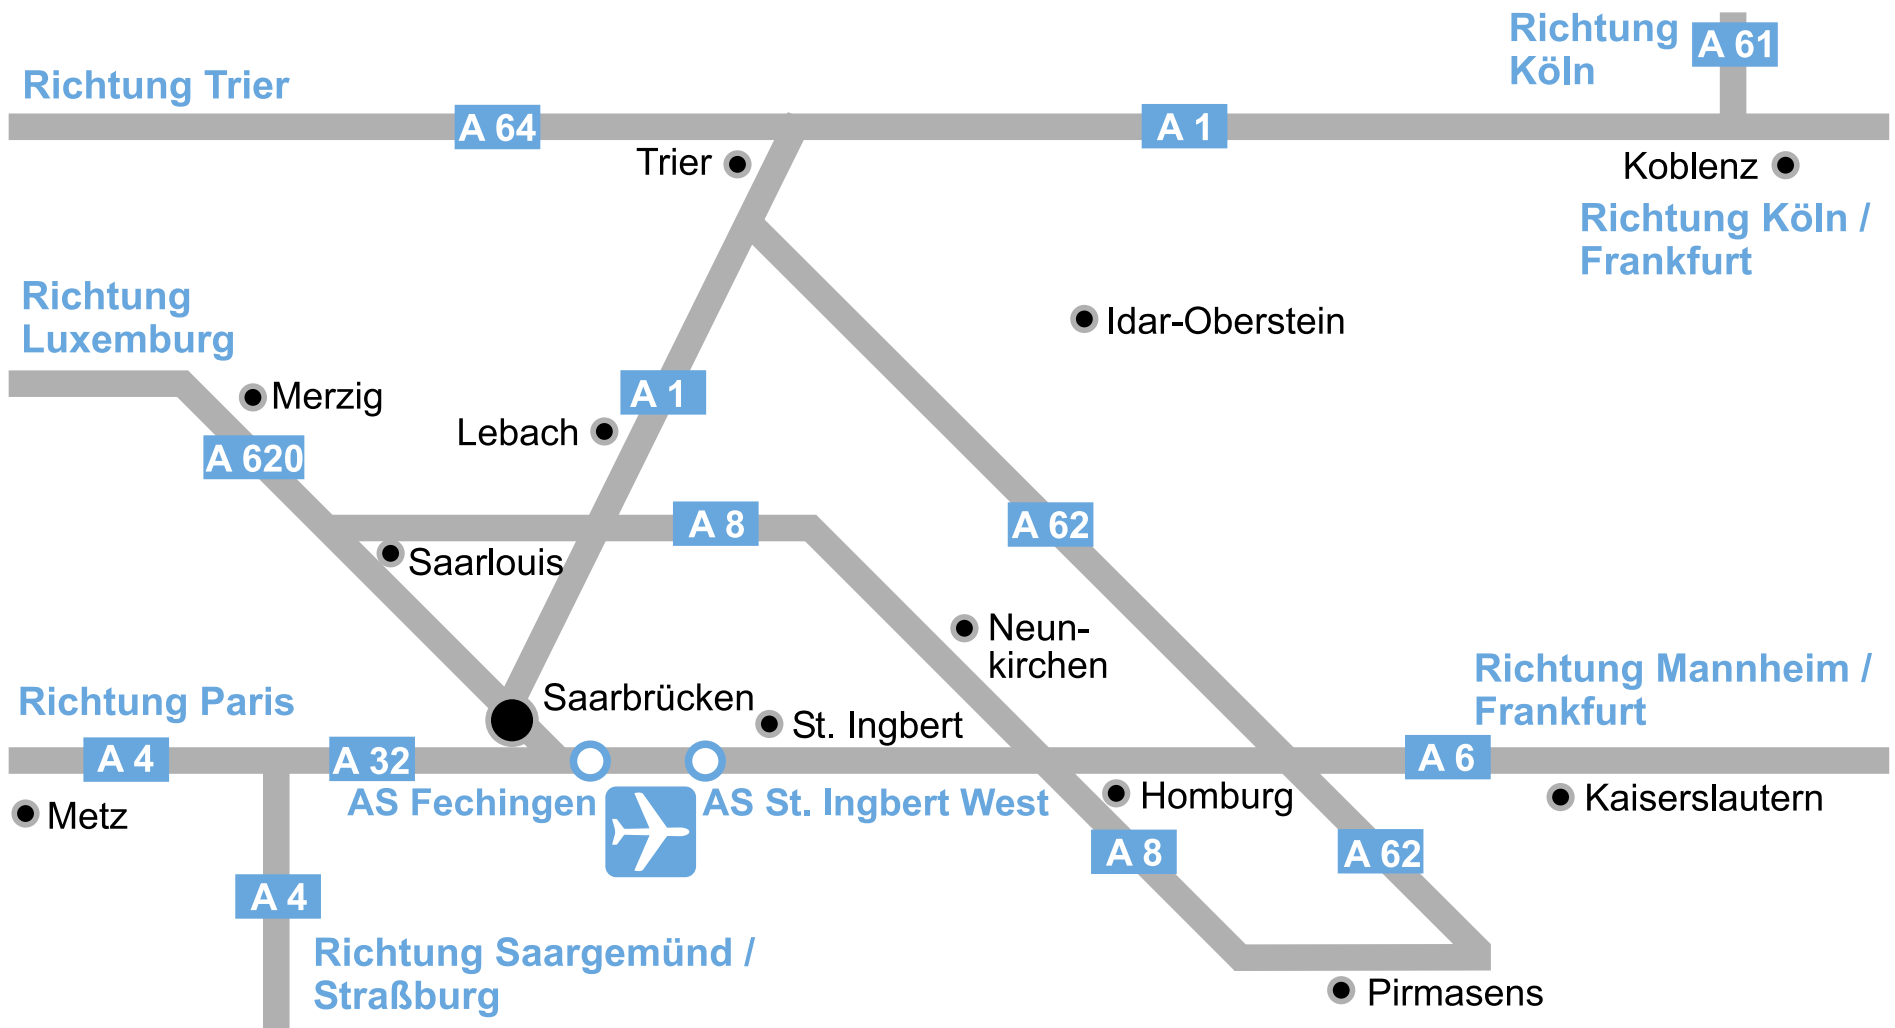 Richtung
Köln
A 61
Richtung Trier
A 64
A 1
Trier
Koblenz
Richtung Köln /
Frankfurt
Richtung
Luxemburg
Idar-Oberstein
Merzig
A 1
Lebach
A 620
A 8
A 62
Saarlouis
Neun-
kirchen
Richtung Mannheim /
Frankfurt
Richtung Paris
Saarbrücken
St. Ingbert
A 4
A 32
A 6
AS Fechingen
AS St. Ingbert West
Homburg
Kaiserslautern
Metz
A 8
A 62
A 4
Richtung Saargemünd /
Straßburg
Pirmasens